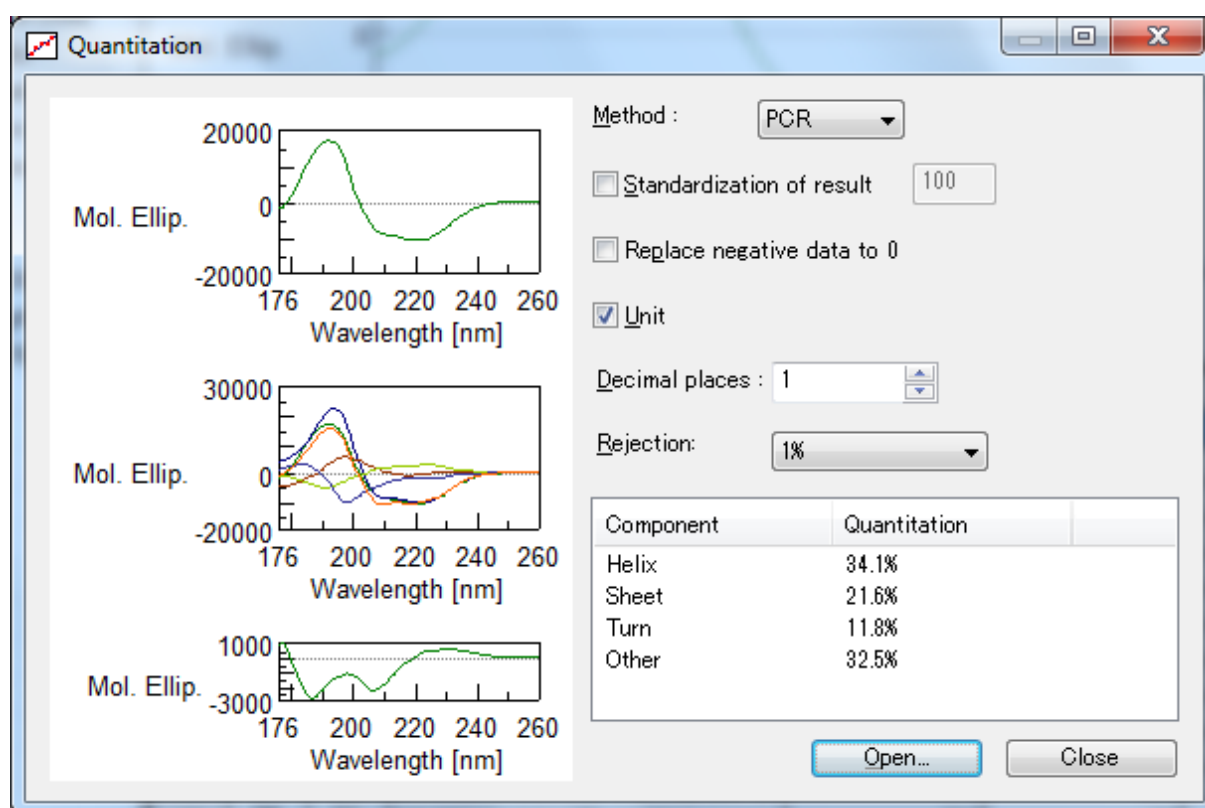 Quantitation
20000
0
-20000
Mol. Ellip.
176 200 220 240 260
Wavelength [nm]
30000
0
-20000
Mol. Ellip.
176 200 220 240 260
Wavelength [nm]
1000
-3000
Mol. Ellip.
176 200 220 240 260
Wavelength [nm]
Method : PCR
Standardization of result 100
Replace negative data to 0
Unit
Decimal places : 1
Rejection: 1%
Component Quantitation
Helix 34.1%
Sheet 21.6%
Turn 11.8%
Other 32.5%
Open... Close